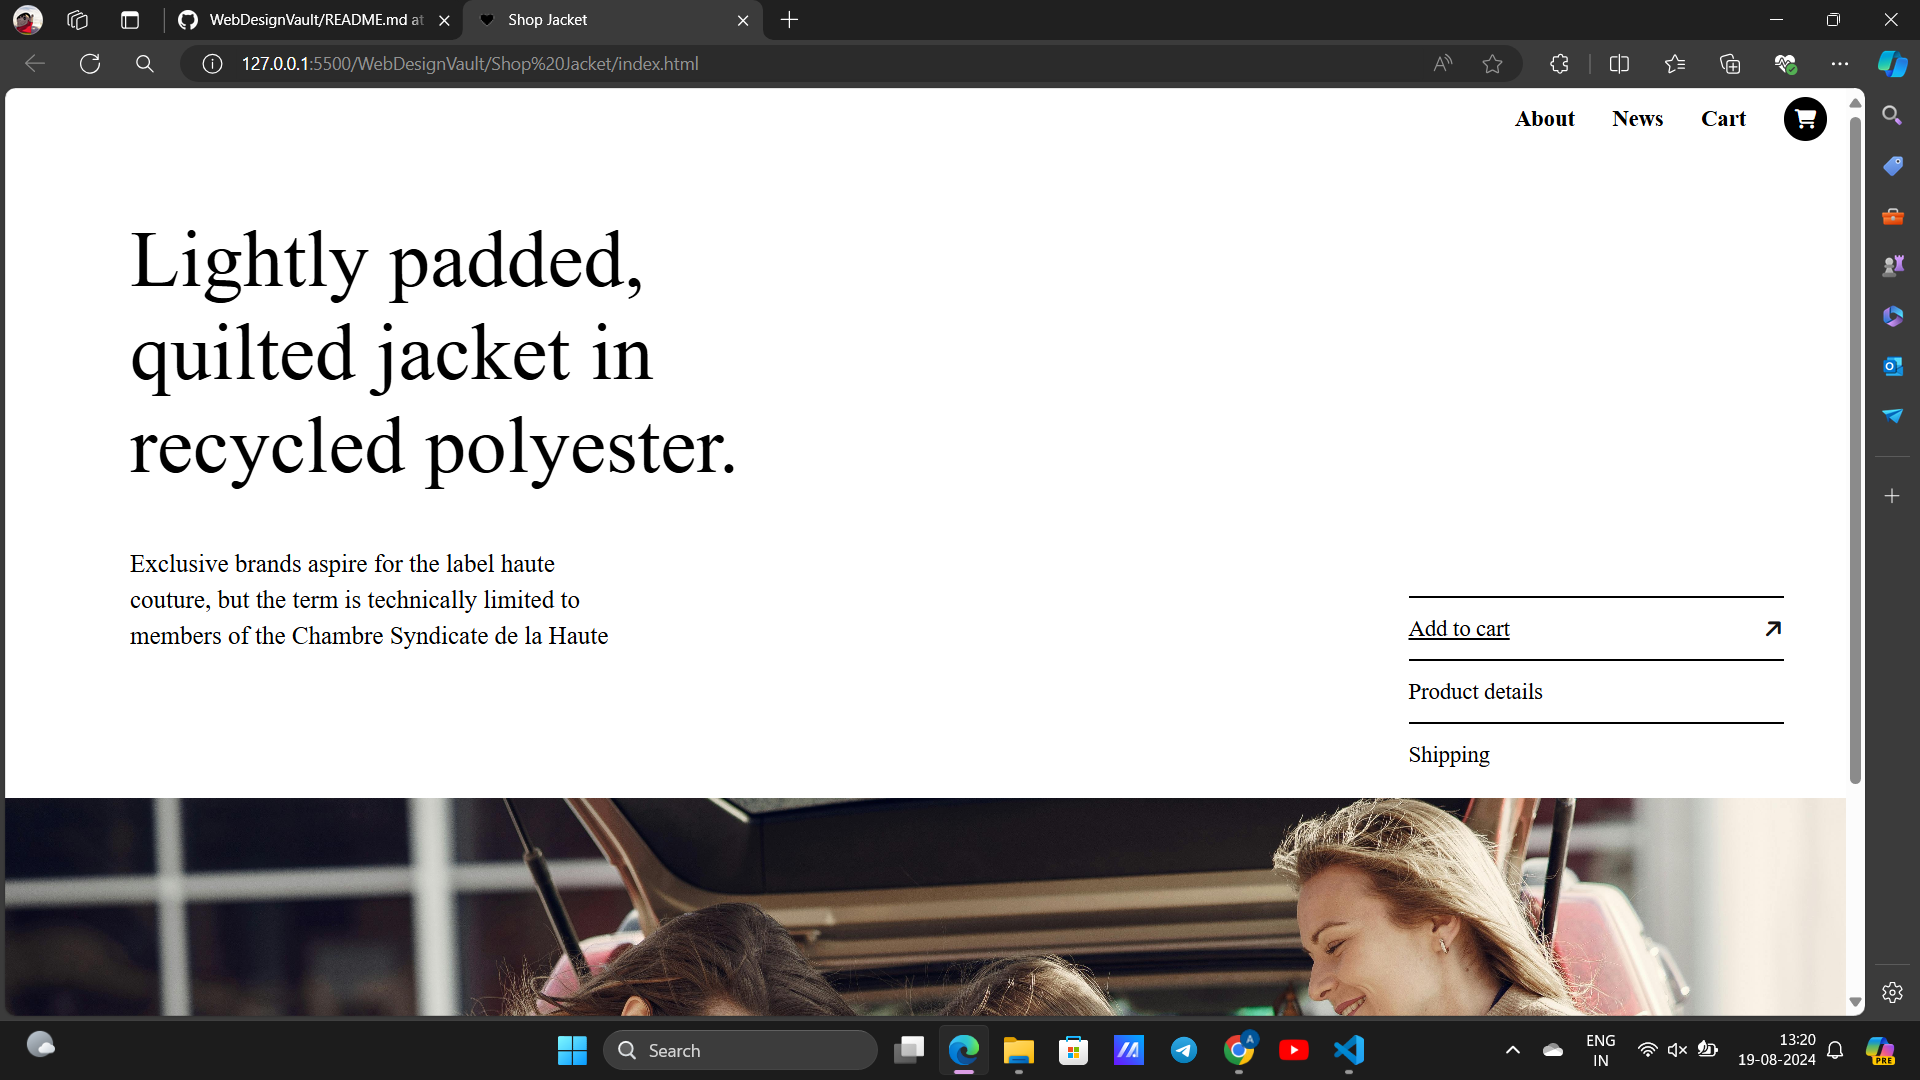 WebDesignVault/README.md at
Shop Jacket
127.0.0.1:5500/WebDesignVault/Shop%20Jacket/index.html
About
News
Cart
Lightly padded,
quilted jacket in
recycled polyester.
Exclusive brands aspire for the label haute
couture, but the term is technically limited to
members of the Chambre Syndicate de la Haute
Add to cart
Product details
Shipping
Search
A
ENG
IN
13:20
19-08-2024
PRE